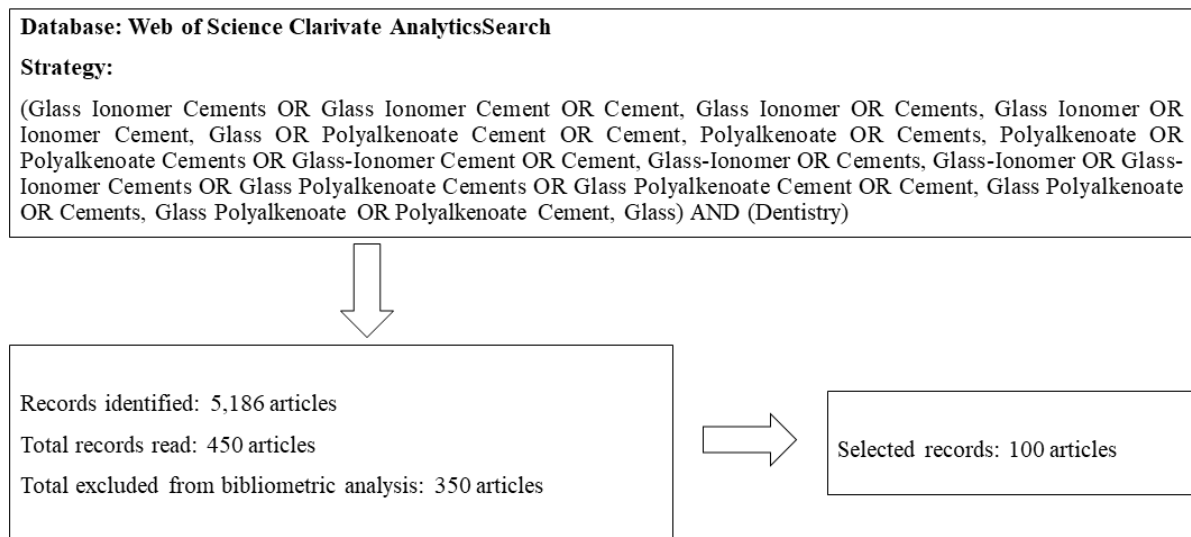 Database: Web of Science Clarivate AnalyticsSearch
Strategy:
(Glass Ionomer Cements OR Glass Ionomer Cement OR Cement, Glass Ionomer OR Cements, Glass Ionomer OR
Ionomer Cement, Glass OR Polyalkenoate Cement OR Cement, Polyalkenoate OR Cements, Polyalkenoate OR
Polyalkenoate Cements OR Glass-Ionomer Cement OR Cement, Glass-Ionomer OR Cements, Glass-Ionomer OR Glass-
Ionomer Cements OR Glass Polyalkenoate Cements OR Glass Polyalkenoate Cement OR Cement, Glass Polyalkenoate
OR Cements, Glass Polyalkenoate OR Polyalkenoate Cement, Glass) AND (Dentistry)
Records identified: 5,186 articles
Total records read: 450 articles
Total excluded from bibliometric analysis: 350 articles
Selected records: 100 articles